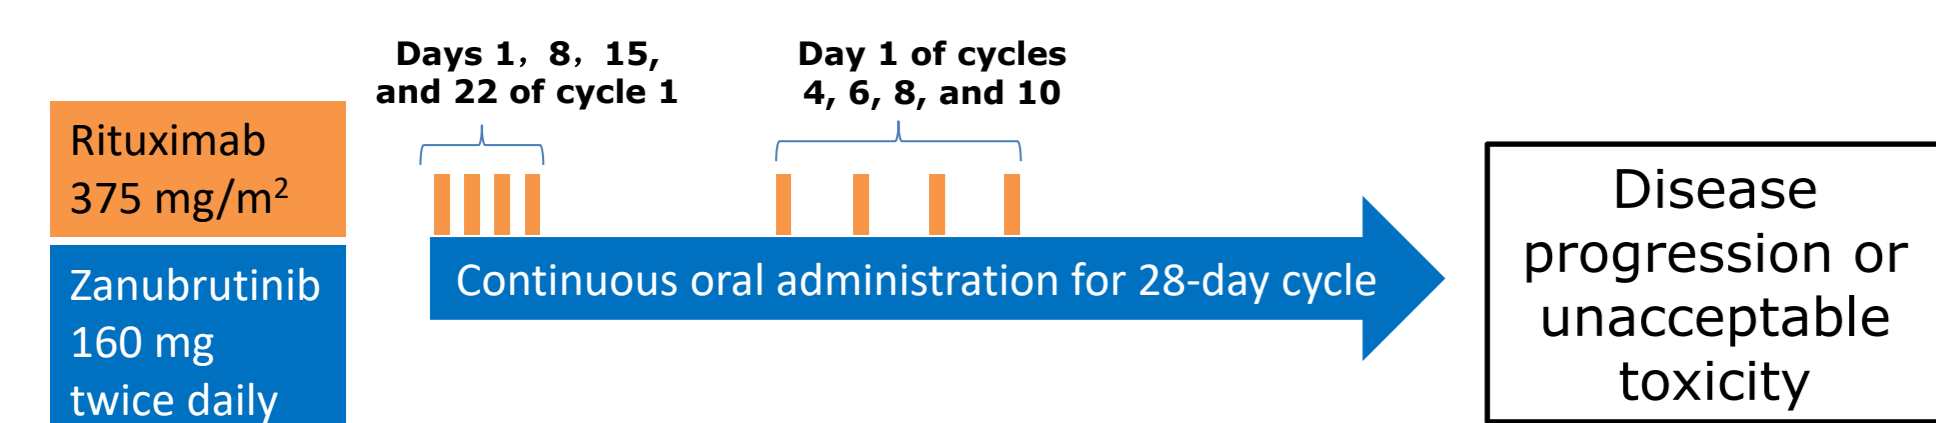 Days 1，8，15,
and 22 of cycle 1
Day 1 of cycles
4, 6, 8, and 10
Rituximab
375 mg/m²
Zanubrutinib
160 mg
twice daily
Continuous oral administration for 28-day cycle
Disease
progression or
unacceptable
toxicity